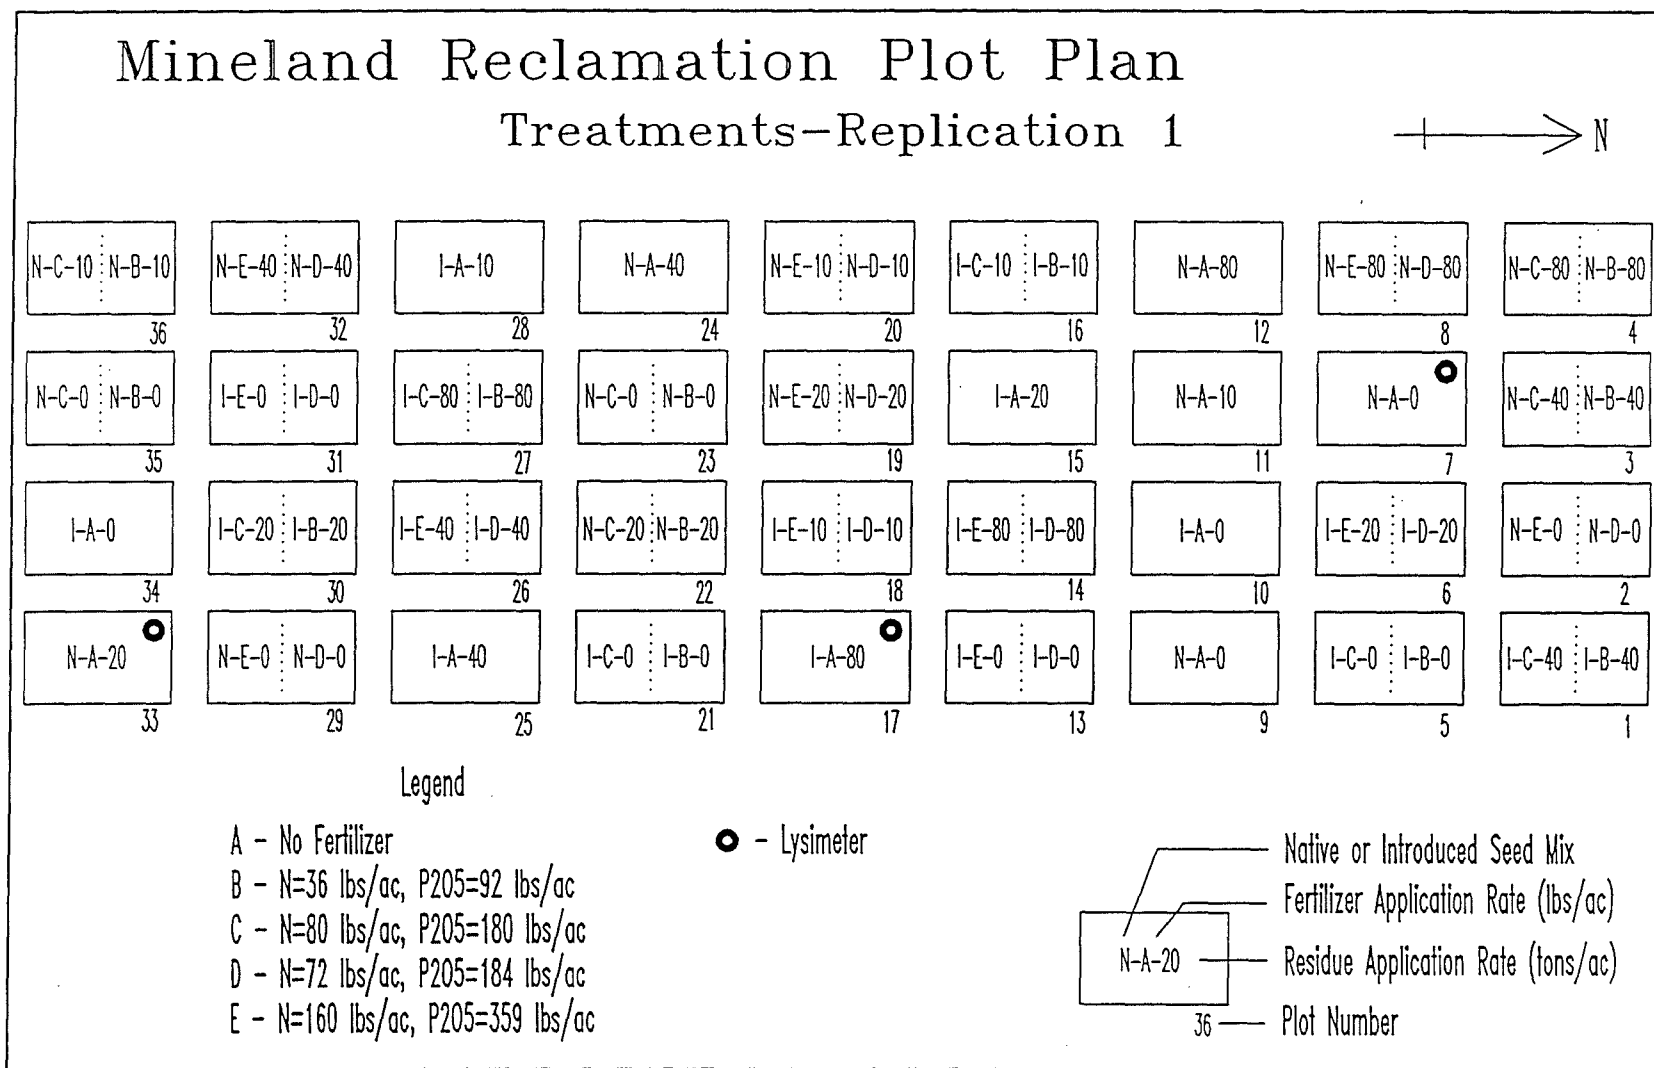 Mineland Reclamation Plot Plan
Treatments-Replication 1
N
N-C-10 N-B-10 N-E-40 N-D-40 I-A-10 N-A-40 N-E-10 N-D-10 I-C-10 I-B-10 N-A-80 N-E-80 N-D-80 N-C-80 N-B-80
36 32 28 24 20 16 12 8 4
N-C-0 N-B-0 I-E-0 I-D-0 I-C-80 I-B-80 N-C-0 N-B-0 N-E-20 N-D-20 I-A-20 N-A-10 N-A-0 N-C-40 N-B-40
35 31 27 23 19 15 11 7 3
I-A-0 I-C-20 I-B-20 I-E-40 I-D-40 N-C-20 N-B-20 I-E-10 I-D-10 I-E-80 I-D-80 I-A-0 I-E-20 I-D-20 N-E-0 N-D-0
34 30 26 22 18 14 10 6 2
N-A-20 N-E-0 N-D-0 I-A-40 I-C-0 I-B-0 I-A-80 I-E-0 I-D-0 N-A-0 I-C-0 I-B-0 I-C-40 I-B-40
33 29 25 21 17 13 9 5 1
Legend
A - No Fertilizer
B - N=36 lbs/ac, P205=92 lbs/ac
C - N=80 lbs/ac, P205=180 lbs/ac
D - N=72 lbs/ac, P205=184 lbs/ac
E - N=160 lbs/ac, P205=359 lbs/ac
- Lysimeter
Native or Introduced Seed Mix
Fertilizer Application Rate (lbs/ac)
N-A-20 Residue Application Rate (tons/ac)
36 Plot Number